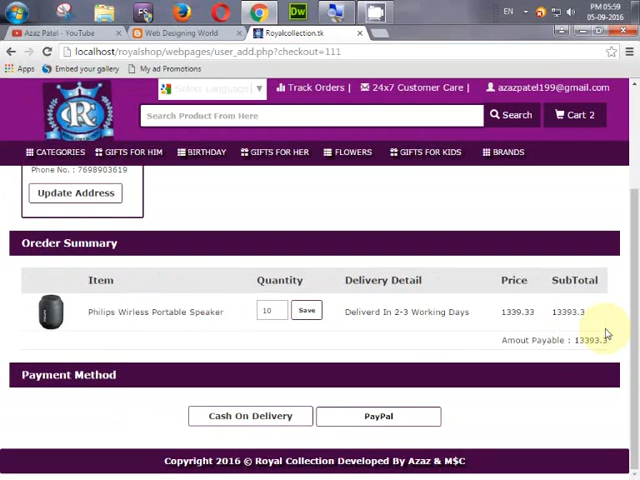 EN
PM 05:59
05-09-2016
Azaz Patel - YouTube
Web Designing World
Royalcollection.tk
localhost/royalshop/webpages/user_add.php?checkout=111
Apps
Embed your gallery
My ad Promotions
Select Language
Track Orders |
24x7 Customer Care |
azazpatel199@gmail.com
Search Product From Here
Search
Cart 2
CATEGORIES
GIFTS FOR HIM
BIRTHDAY
GIFTS FOR HER
FLOWERS
GIFTS FOR KIDS
BRANDS
Phone No. : 7698903619
Update Address
Oreder Summary
Item Quantity Delivery Detail Price SubTotal
Philips Wirless Portable Speaker 10 Save Deliverd In 2-3 Working Days 1339.33 13393.3
Amout Payable : 13393.3
Payment Method
Cash On Delivery
PayPal
Copyright 2016 © Royal Collection Developed By Azaz & M$C